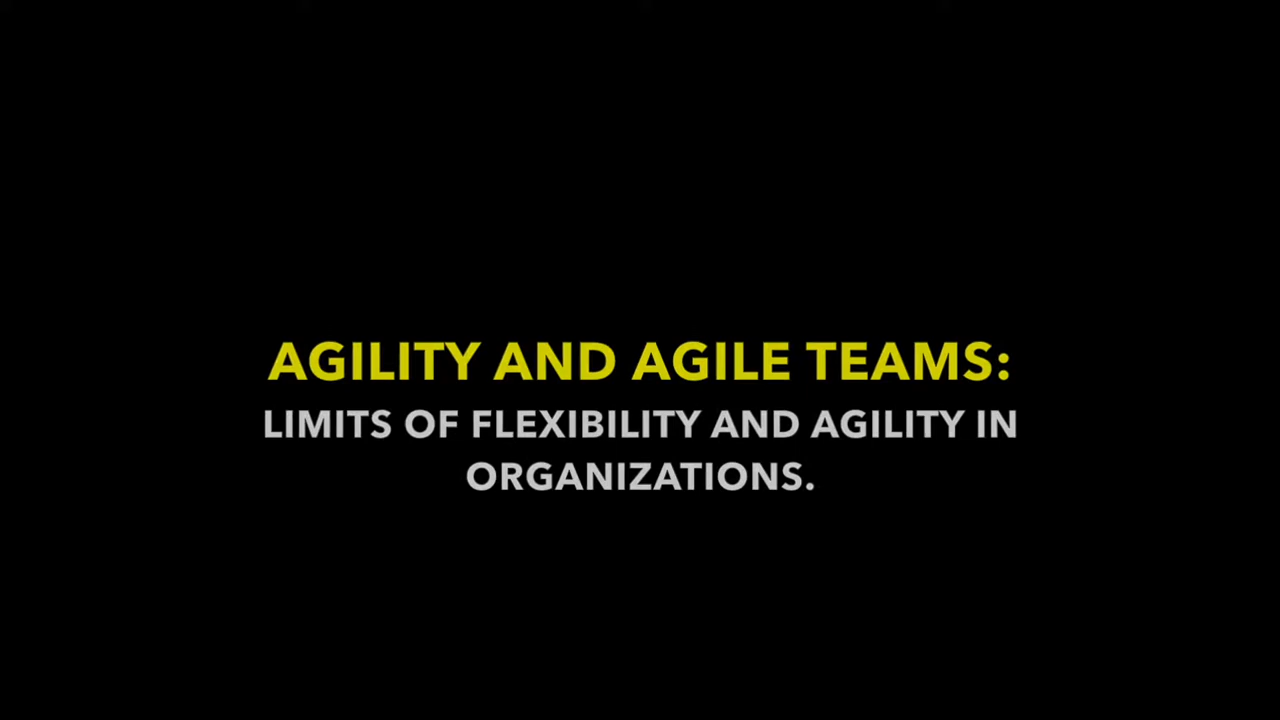 AGILITY AND AGILE TEAMS:
LIMITS OF FLEXIBILITY AND AGILITY IN
ORGANIZATIONS.